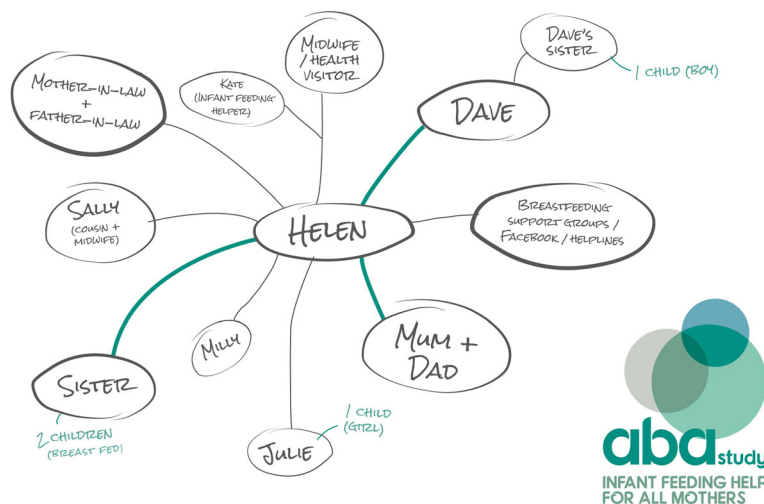 Midwife
/ Health
Visitor
Dave's
Sister
1 child (boy)
Kate
(Infant feeding
helper)
Mother-in-law
+
Father-in-law
Dave
Sally
(cousin +
midwife)
Helen
Breastfeeding
support groups /
Facebook / helplines
Milly
Mum +
Dad
Sister
2 children
(breast fed)
1 child
(girl)
Julie
aba study
INFANT FEEDING HELP
FOR ALL MOTHERS